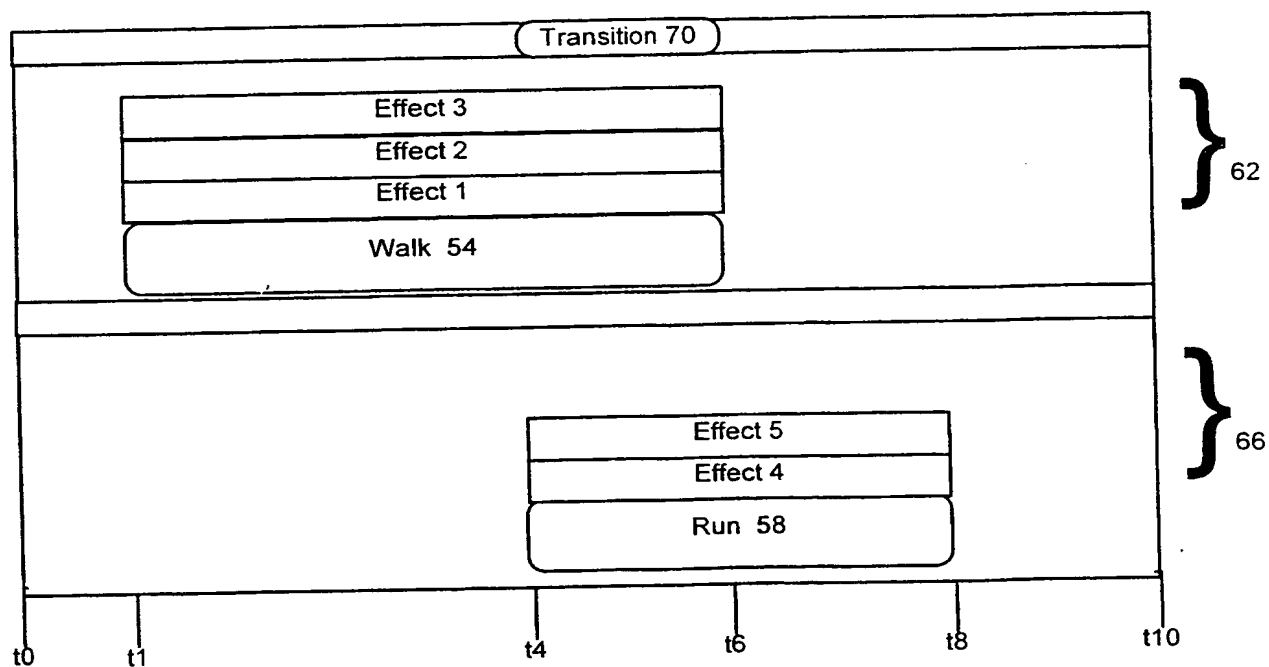 Transition 70
Effect 3
Effect 2
Effect 1
Walk 54
62
Effect 5
Effect 4
Run 58
66
t0 t1 t4 t6 t8 t10